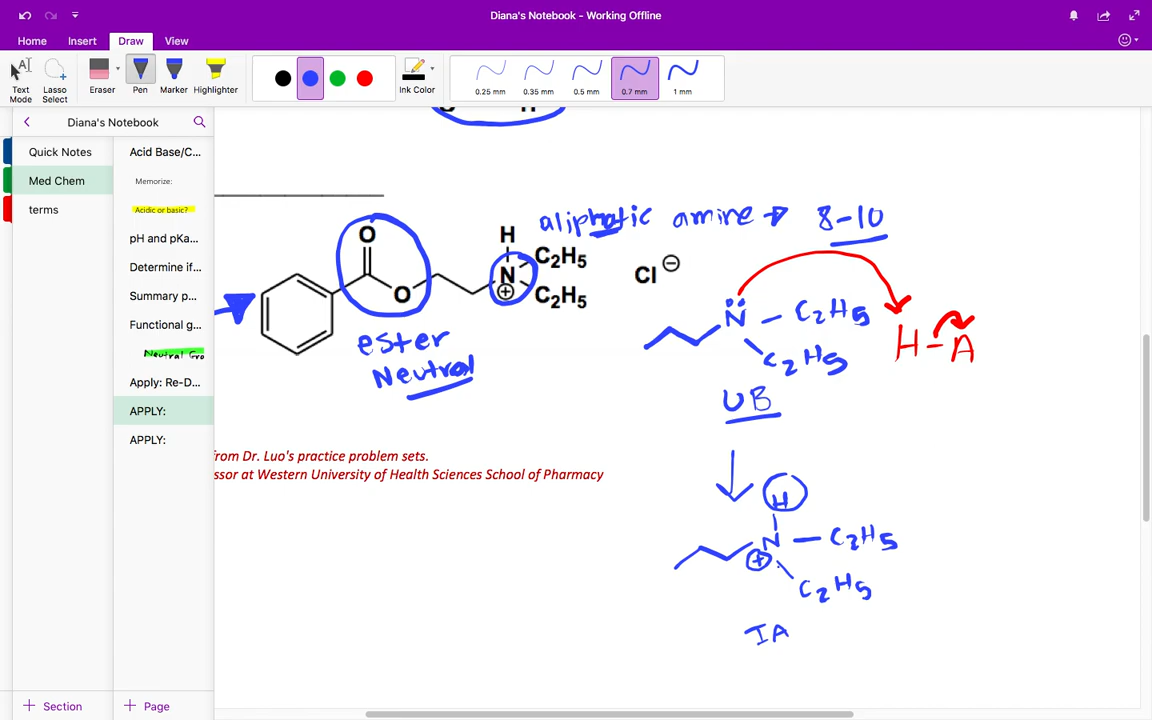 Diana's Notebook - Working Offline
Home Insert Draw View
Text Mode
Lasso Select
Eraser
Pen
Marker
Highlighter
Ink Color
0.25 mm 0.35 mm 0.5 mm 0.7 mm 1 mm
Diana's Notebook
Quick Notes
Med Chem
terms
Acid Base/C...
Memorize:
Acidic or basic?
pH and pKa...
Determine if...
Summary p...
Functional g...
Neutral Gro
Apply: Re-D...
APPLY:
APPLY:
+ Section
+ Page
aliphatic amine → 8-10
O
H
C2H5
N
+
O
C2H5
Cl ⊖
ester
Neutral
N - C2H5
C2H5
H - A
UB
from Dr. Luo's practice problem sets.
ssor at Western University of Health Sciences School of Pharmacy
H
N - C2H5
+
C2H5
IA